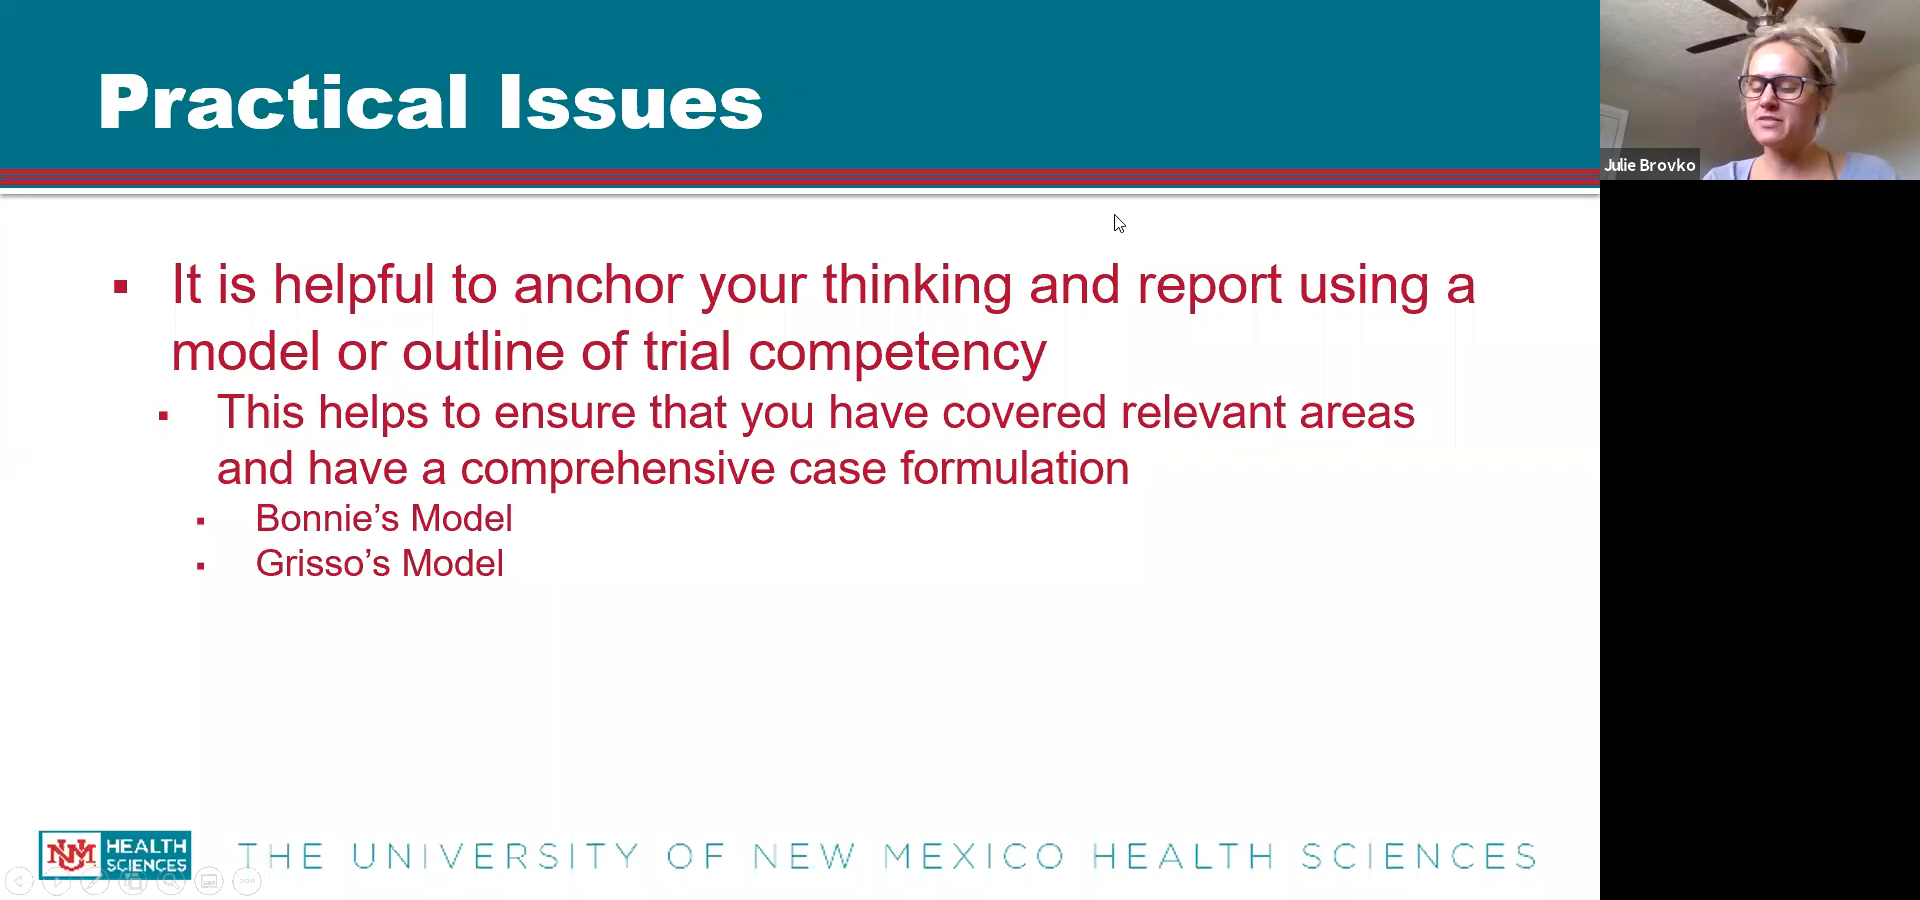 Practical Issues
Julie Brovko
▪ It is helpful to anchor your thinking and report using a
model or outline of trial competency
▪ This helps to ensure that you have covered relevant areas
and have a comprehensive case formulation
▪ Bonnie’s Model
▪ Grisso’s Model
UNM HEALTH
SCIENCES
THE UNIVERSITY OF NEW MEXICO HEALTH SCIENCES